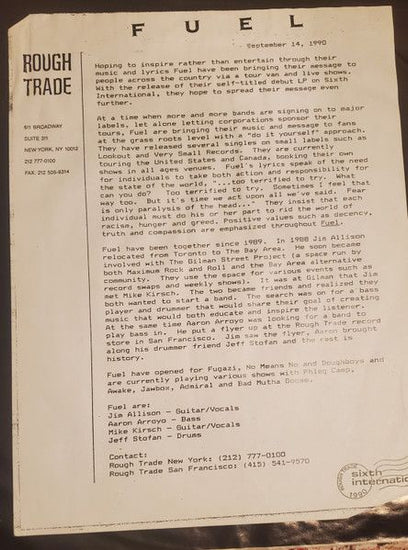 FUEL
September 14, 1990
ROUGH
TRADE
611 BROADWAY
SUITE 311
NEW YORK, NY 10012
212 777-0100
FAX: 212 505-9314
Hoping to inspire rather than entertain through their
music and lyrics Fuel have been bringing their message to
people across the country via a tour van and live shows.
With the release of their self-titled debut LP on Sixth
International, they hope to spread their message even
further.
At a time when more and more bands are signing on to major
labels, let alone letting corporations sponsor their
tours, Fuel are bringing their music and message to fans
at the grass roots level with a "do it yourself" approach.
They have released several singles on small labels such as
Lookout and Very Small Records. They are currently
touring the United States and Canada, booking their own
shows in all ages venues. Fuel's lyrics speak of the need
for individuals to take both action and responsibility for
the state of the world, "...too terrified to try. What
can you do? Too terrified to try. Sometimes I feel that
way too. But it's time we act upon all we've said. Fear
is only paralysis of the head..." They insist that each
individual must do his or her part to rid the world of
racism, hunger and greed. Positive values such as decency,
truth and compassion are emphasized throughout Fuel.
Fuel have been together since 1989. In 1988 Jim Allison
relocated from Toronto to The Bay Area. He soon became
involved with The Gilman Street Project (a space run by
both Maximum Rock and Roll and the Bay Area alternative
community. They use the space for various events such as
record swaps and weekly shows). It was at Gilman that Jim
met Mike Kirsch. The two became friends and realized they
both wanted to start a band. The search was on for a bass
player and drummer that would share their goal of creating
music that would both educate and inspire the listener.
At the same time Aaron Arroyo was looking for a band to
play bass in. He put a flyer up at the Rough Trade record
store in San Francisco. Jim saw the flyer, Aaron brought
along his drummer friend Jeff Stofan and the rest is
history.
Fuel have opened for Fugazi, No Means No and Doughboys and
are currently playing various shows with Phleg Camp,
Awake, Jawbox, Admiral and Bad Mutha
Fuel are:
Jim Allison - Guitar/Vocals
Aaron Arroyo - Bass
Mike Kirsch - Guitar/Vocals
Jeff Stofan - Drums
Contact:
Rough Trade New York: (212) 777-0100
Rough Trade San Francisco: (415) 541-9570
ROUGH TRADE
1990
sixth
internatio